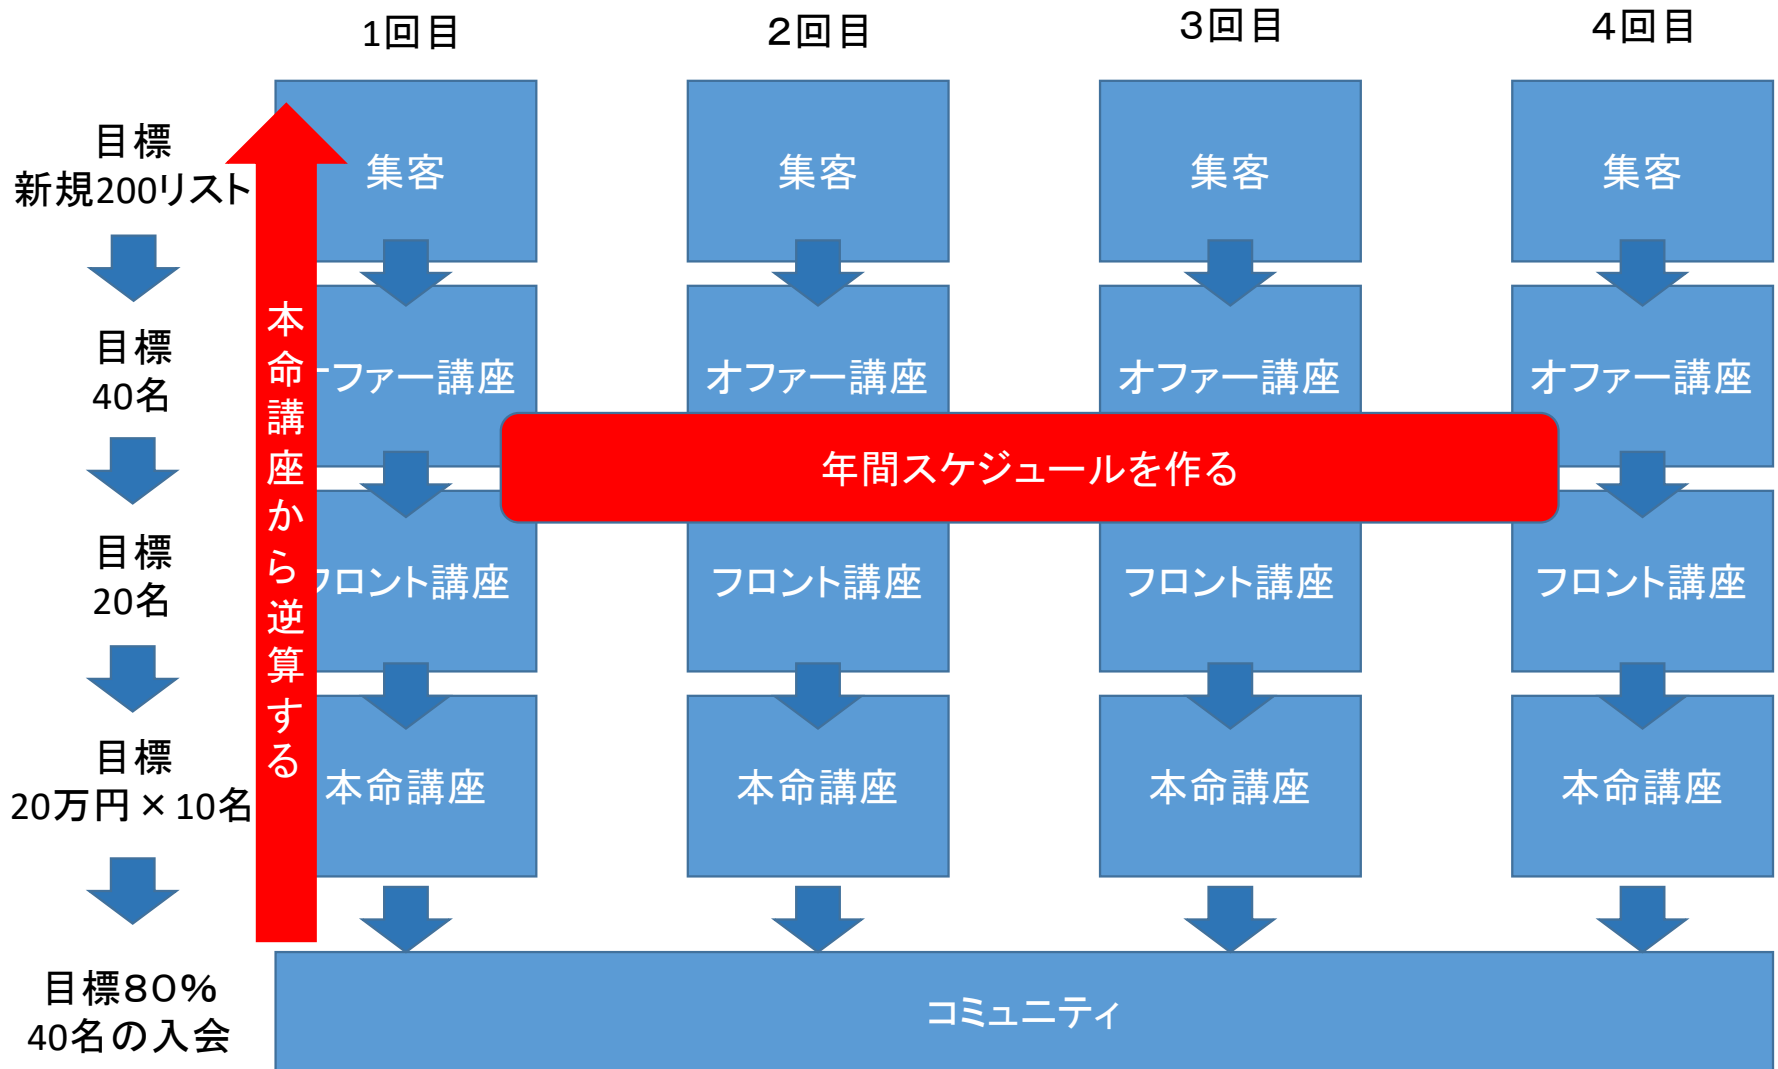 1回目
２回目
３回目
４回目
目標
新規200リスト
目標
40名
目標
20名
目標
20万円×10名
目標８０％
40名の入会
本命講座から逆算する
集客
集客
集客
集客
オファー講座
オファー講座
オファー講座
オファー講座
年間スケジュールを作る
フロント講座
フロント講座
フロント講座
フロント講座
本命講座
本命講座
本命講座
本命講座
コミュニティ